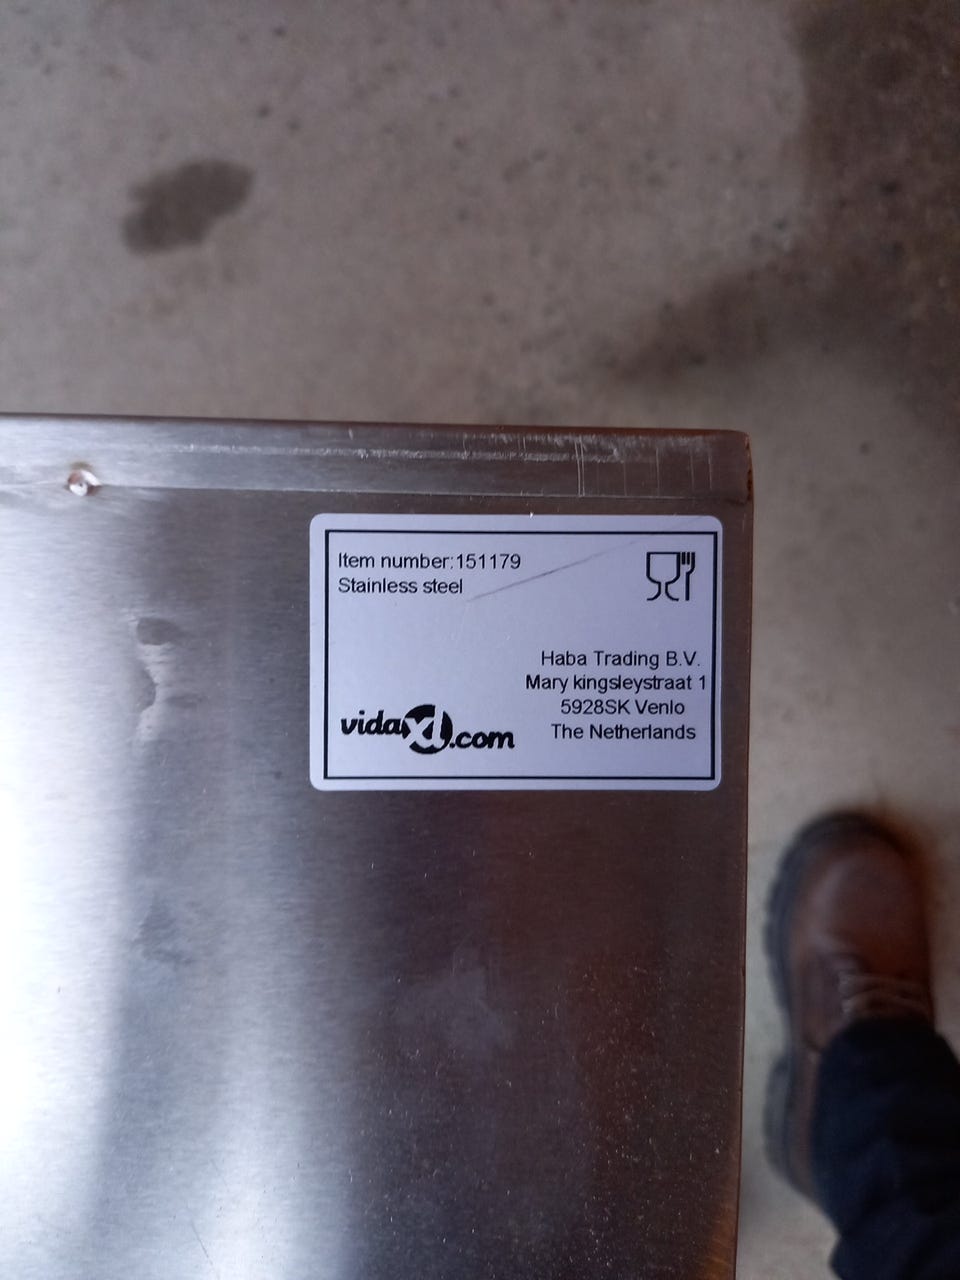 Item number:151179
Stainless steel
Haba Trading B.V.
Mary kingsleystraat 1
5928SK Venlo
The Netherlands
vidaXL.com